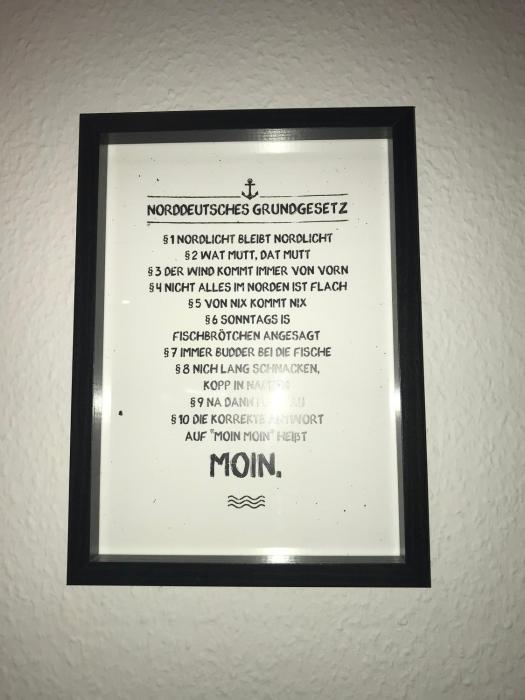 NORDDEUTSCHES GRUNDGESETZ
§1 NORDLICHT BLEIBT NORDLICHT
§2 WAT MUTT, DAT MUTT
§3 DER WIND KOMMT IMMER VON VORN
§4 NICHT ALLES IM NORDEN IST FLACH
§5 VON NIX KOMMT NIX
§6 SONNTAGS IS
FISCHBRÖTCHEN ANGESAGT
§7 IMMER BUDDER BEI DIE FISCHE
§8 NICH LANG SCHNACKEN,
KOPP IN
§9 NA DANN
§10 DIE KORREKTE ANTWORT
AUF "MOIN MOIN" HEIßT
MOIN.